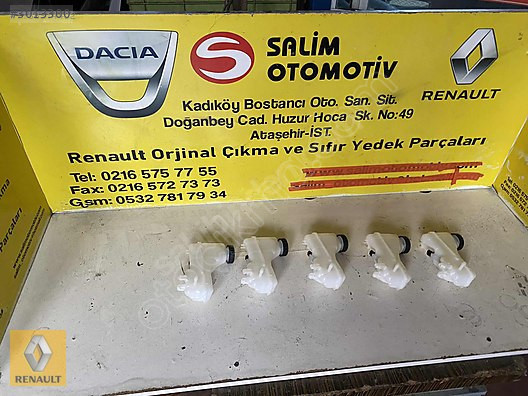 DACIA
S
SALİM
OTOMOTİV
RENAULT
Kadıköy Bostancı Oto. San. Sit.
Doğanbey Cad. Huzur Hoca Sk. No:49
Ataşehir-İST.
Renault Orjinal Çıkma ve Sıfır Yedek Parçaları
Tel: 0216 575 77 55
Fax: 0216 572 73 73
Gsm: 0532 781 79 34
Parçaları
RENAULT